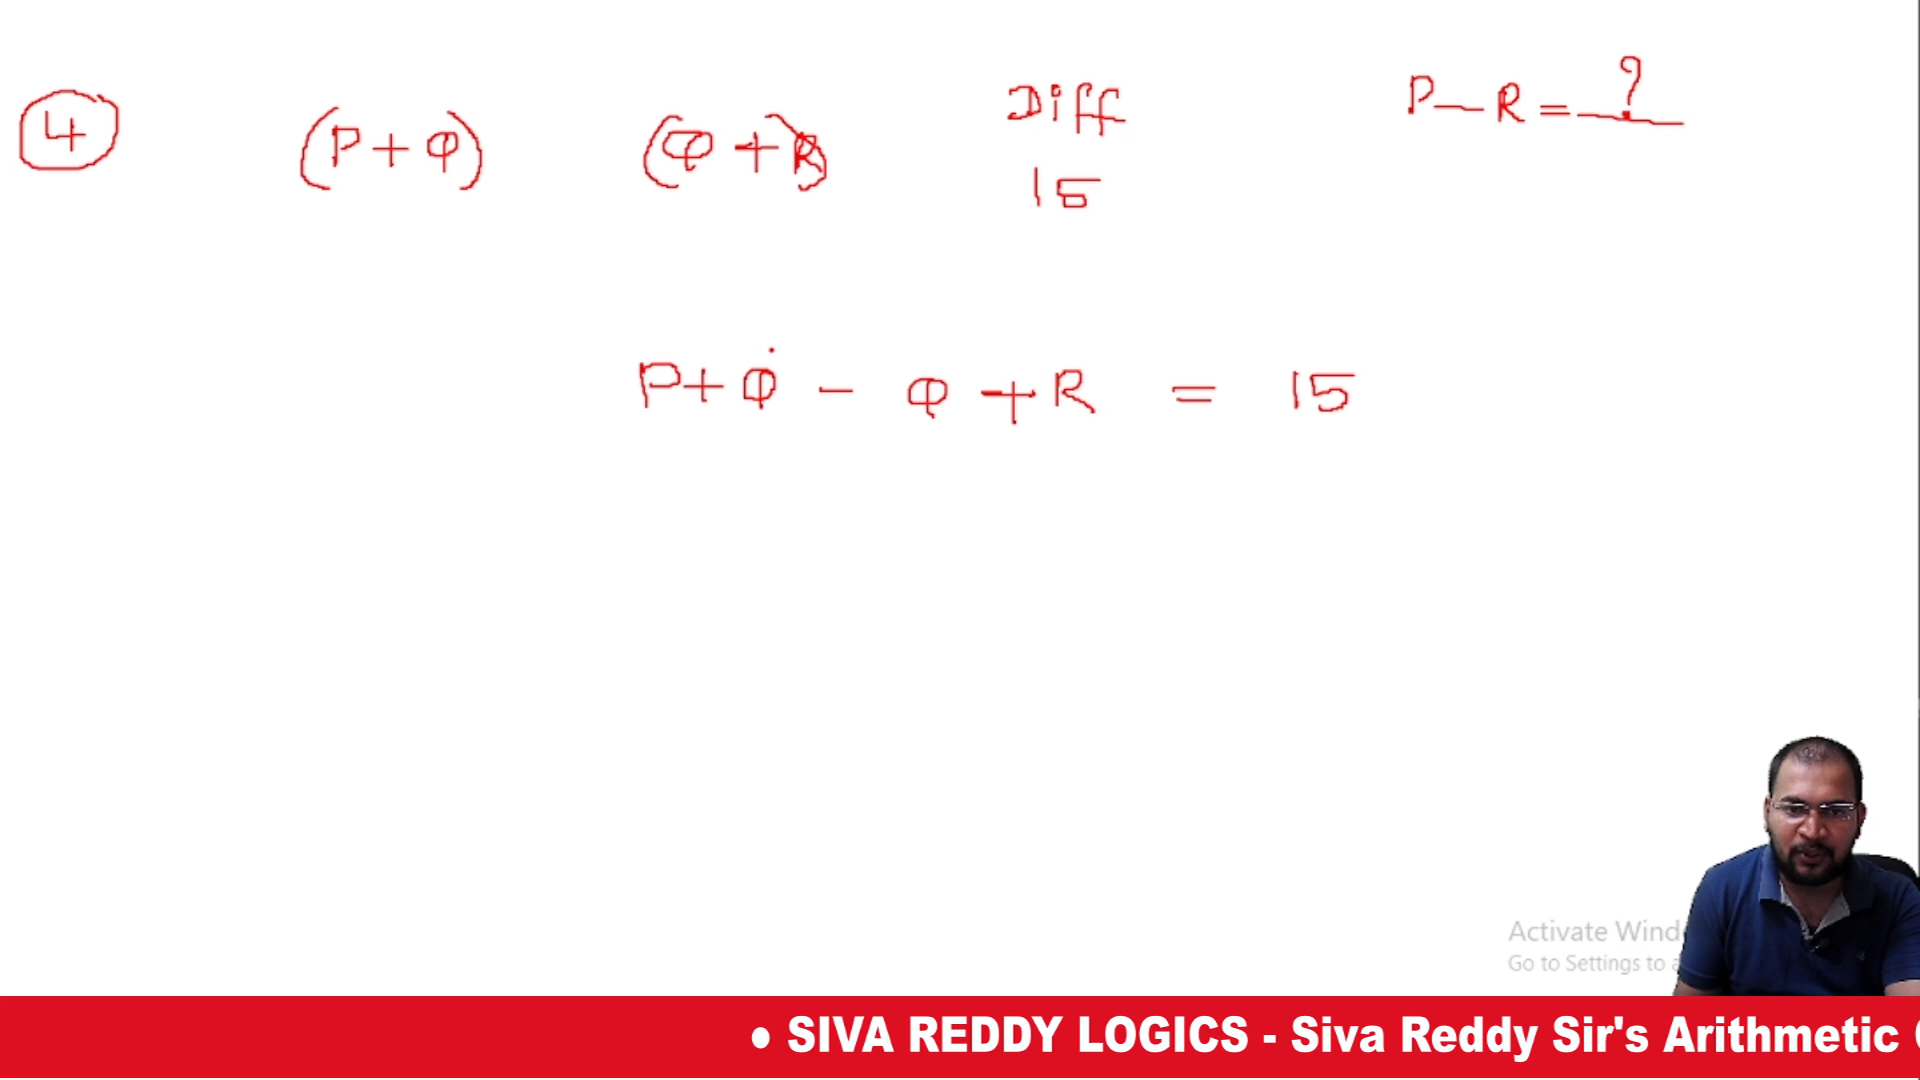 4 (P + Q) (Q + R) Diff P - R = ?
15
P + Q - Q + R = 15
Activate Wind
Go to Settings to a
• SIVA REDDY LOGICS - Siva Reddy Sir's Arithmetic